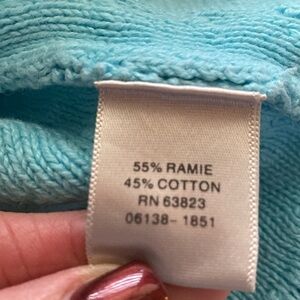 55% RAMIE
45% COTTON
RN 63823
06138-1851